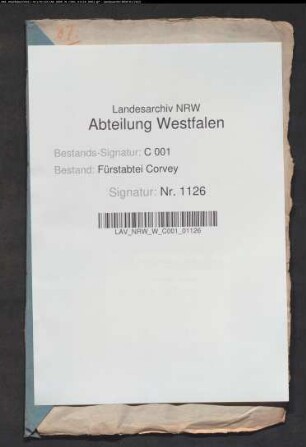 Landesarchiv NRW
Abteilung Westfalen
Bestands-Signatur: C 001
Bestand: Fürstabtei Corvey
Signatur: Nr. 1126
LAV_NRW_W_C001_01126